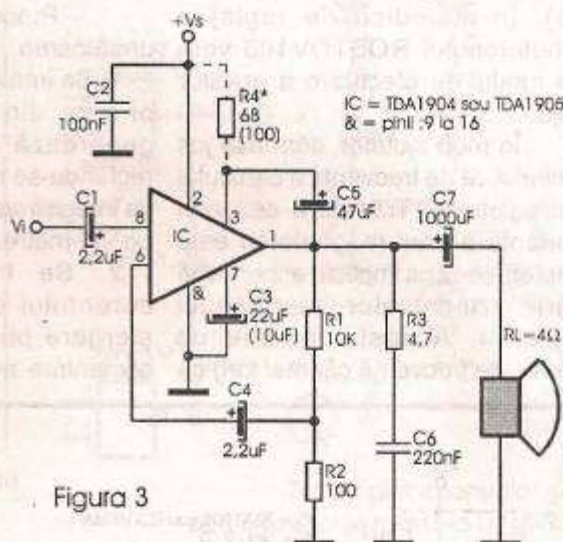 +Vs
C2
100nF
R4*
68
(100)
IC = TDA1904 sau TDA1905
& = pinii :9 la 16
C1
Vi
2,2uF
8
6
IC
2
3
1
7
&
C5
47uF
C7
1000uF
C3
22uF
(10uF)
R1
10K
R3
4,7
RL=4Ω
C4
2,2uF
C6
220nF
R2
100
Figura 3